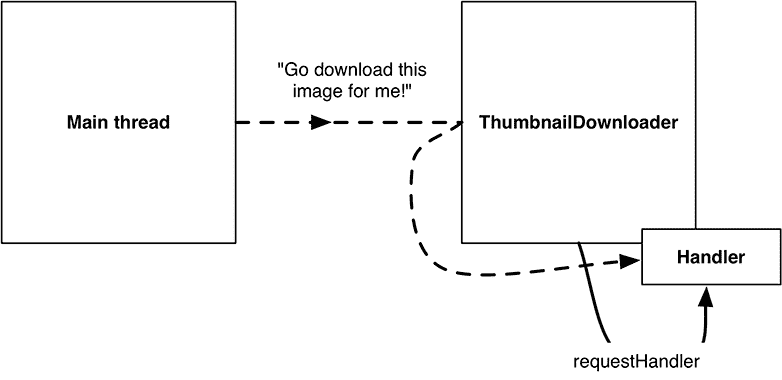 "Go download this
image for me!"
Main thread
ThumbnailDownloader
Handler
requestHandler